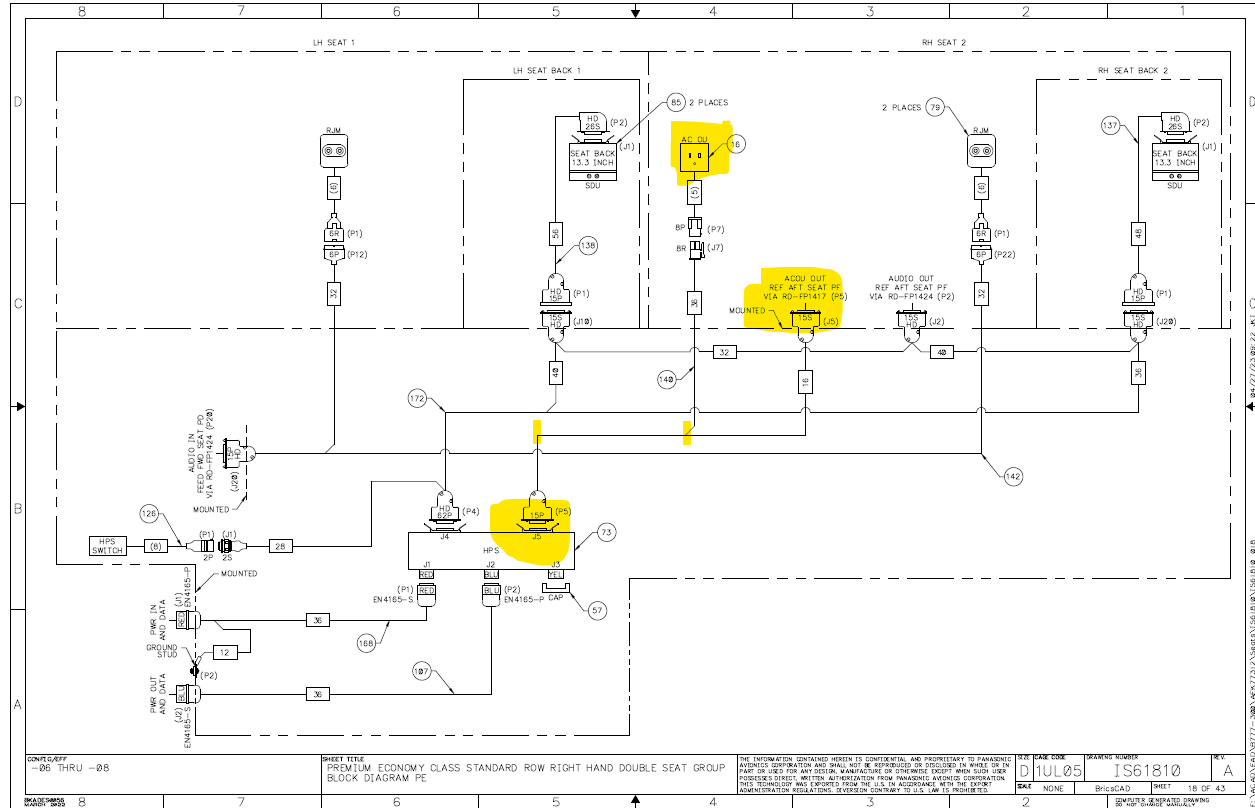 8 7 6 5 4 3 2 1
LH SEAT 1
RH SEAT 2
LH SEAT BACK 1
RH SEAT BACK 2
D
D
HD
26S
(P2)
85 2 PLACES
(J1)
SEAT BACK
13.3 INCH
SDU
RJM
AC OU
16
2 PLACES 79
RJM
137
HD
26S
(P2)
(J1)
SEAT BACK
13.3 INCH
SDU
(6)
(5)
(6)
6R (P1)
6P (P12)
56
138
8P (P7)
8R (J7)
6R (P1)
6P (P22)
48
32
HD
15P
(P1)
15S
HD
(J10)
36
ACOU OUT
REF AFT SEAT PF
VIA RD-FP1417 (P5)
MOUNTED
15S
(J5)
AUDIO OUT
REF AFT SEAT PF
VIA RD-FP1424 (P2)
15S
HD
(J2)
32
HD
15P
(P1)
15S
HD
(J20)
C
32
40
40
140
16
36
172
AUDIO IN
FEED FWD SEAT PD
VIA RD-FP1424 (P20)
15P
HD
(J20)
MOUNTED
142
B
B
HD
62P
(P4)
15P
(P5)
73
126
HPS
SWITCH
(8)
(P1)
2P
(J1)
2S
28
J4
J5
HPS
J1
J2
J3
RED
BLU
YEL
(P1)
EN4165-S
RED
BLU
(P2)
EN4165-P
CAP
57
MOUNTED
EN4165-P
(J1)
RED
PWR IN
AND DATA
36
168
GROUND
STUD
12
(P2)
107
PWR OUT
AND DATA
BLU
(J2)
EN4165-S
36
A
A
CONFIG/EFF
-06 THRU -08
SHEET TITLE
PREMIUM ECONOMY CLASS STANDARD ROW RIGHT HAND DOUBLE SEAT GROUP
BLOCK DIAGRAM PE
THE INFORMATION CONTAINED HEREIN IS CONFIDENTIAL AND PROPRIETARY TO PANASONIC
AVIONICS CORPORATION AND SHALL NOT BE REPRODUCED OR DISCLOSED IN WHOLE OR IN
PART OR USED FOR ANY DESIGN, MANUFACTURE OR OTHERWISE EXCEPT WHEN SUCH USER
POSSESSES DIRECT, WRITTEN AUTHORIZATION FROM PANASONIC AVIONICS CORPORATION.
THIS TECHNOLOGY WAS EXPORTED FROM THE U.S. IN ACCORDANCE WITH THE EXPORT
ADMINISTRATION REGULATIONS. DIVERSION CONTRARY TO U.S. LAW IS PROHIBITED.
SIZE
D
CAGE CODE
1UL05
DRAWING NUMBER
IS61810
REV.
A
SCALE NONE
BricsCAD
SHEET 18 OF 43
8 7 6 5 4 3 2
MARCH 2022
COMPUTER GENERATED DRAWING
DO NOT CHANGE MANUALLY